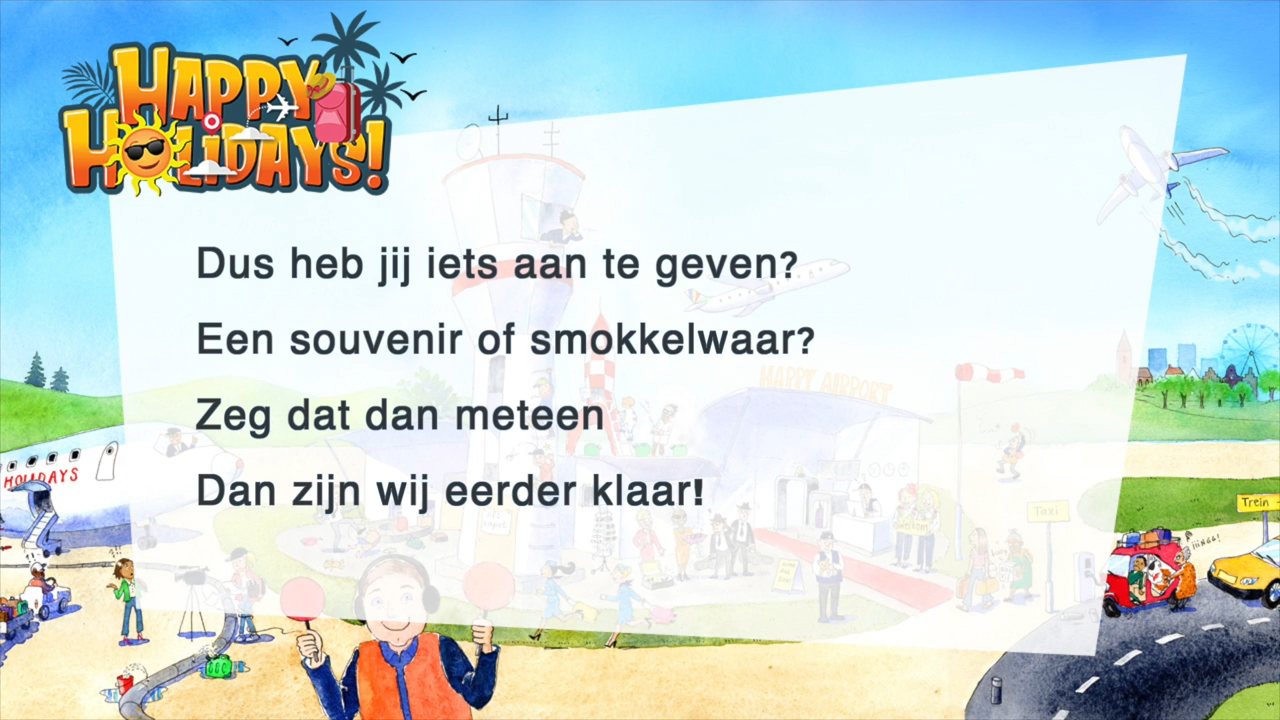 HAPPY
HOLIDAYS!
Dus heb jij iets aan te geven?
Een souvenir of smokkelwaar?
HAPPY AIRPORT
Zeg dat dan meteen
HOLIDAYS
Dan zijn wij eerder klaar!
Trein
Taxi
Welkom